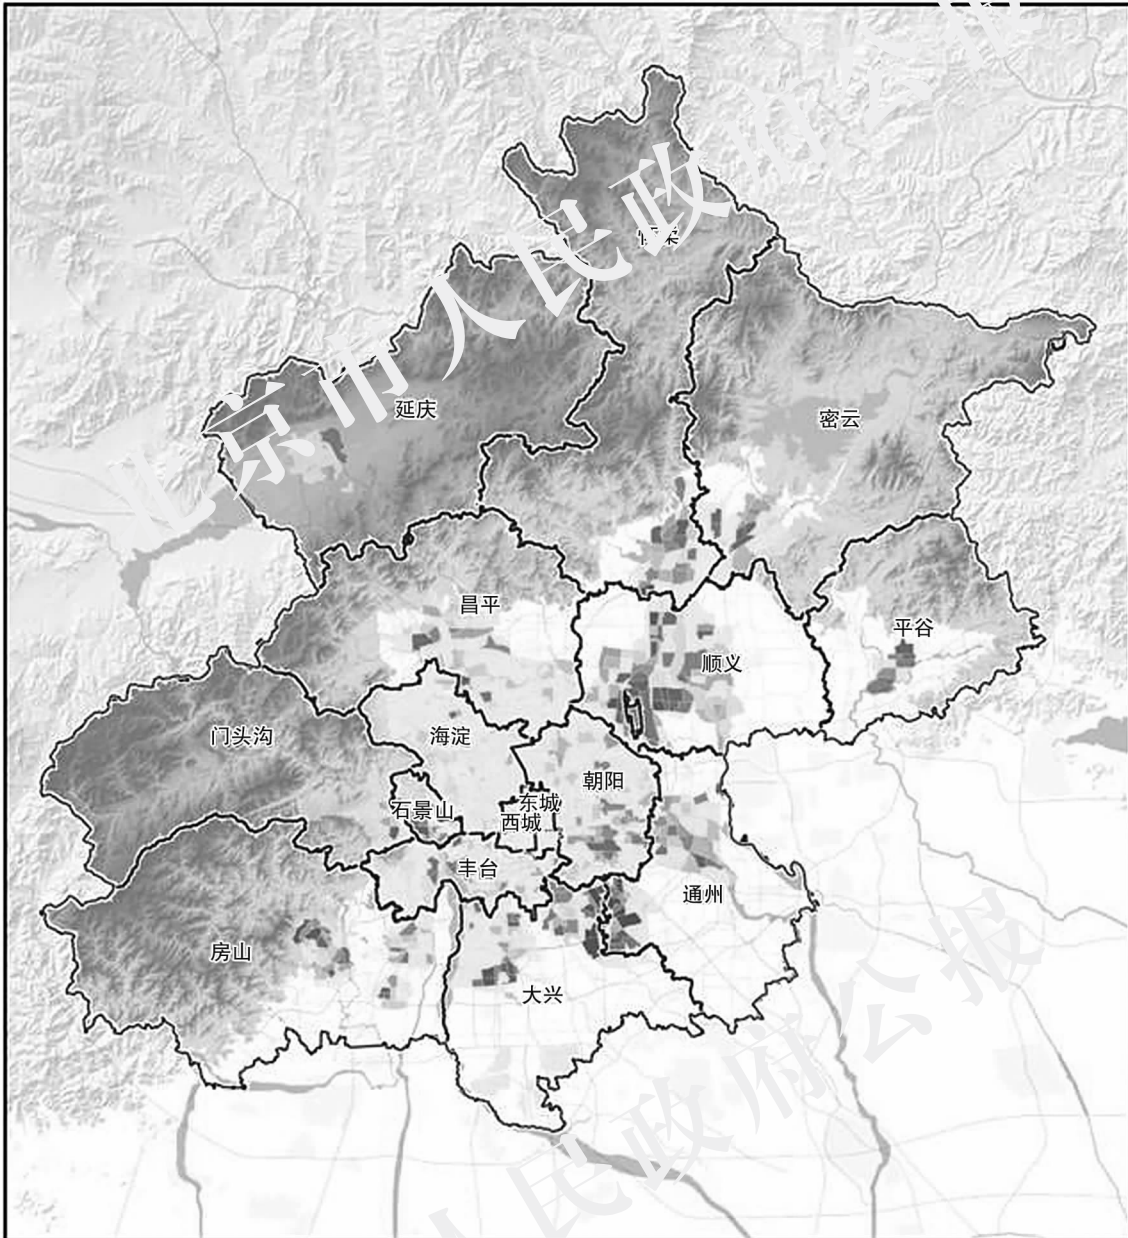 北京市人民政府公报
怀柔
延庆
密云
昌平
平谷
顺义
门头沟
海淀
朝阳
石景山
东城
西城
丰台
通州
房山
大兴
人民政府公报